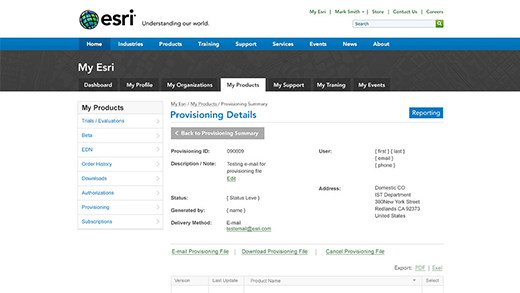 My Esri | Mark Smith | Store | Contact Us | Careers
esri Understanding our world.
Search
Home Industries Products Training Support Services Events News About
My Esri
Dashboard My Profile My Organizations My Products My Support My Traning My Events
My Products
Trials / Evaluations
Beta
EDN
Order History
Downloads
Authorizations
Provisioning
Subscriptions
My Esri / My Products / Provisioning Summary
Provisioning Details
Reporting
Back to Provisioning Summary
Provisioning ID: 090809
Description / Note: Testing e-mail for
provisioning file
Edit
Status: { Status Level }
Generated by: { name }
Delivery Method: E-mail
testemail@esri.com
User: { first } { last }
{ email }
{ phone }
Address: Domestic CO
IST Department
380New York Street
Redlands CA 92373
United States
E-mail Provisioning File | Download Provisioning File | Cancel Provisioning File
Export: PDF | Exel
Version Last Update Product Name Select